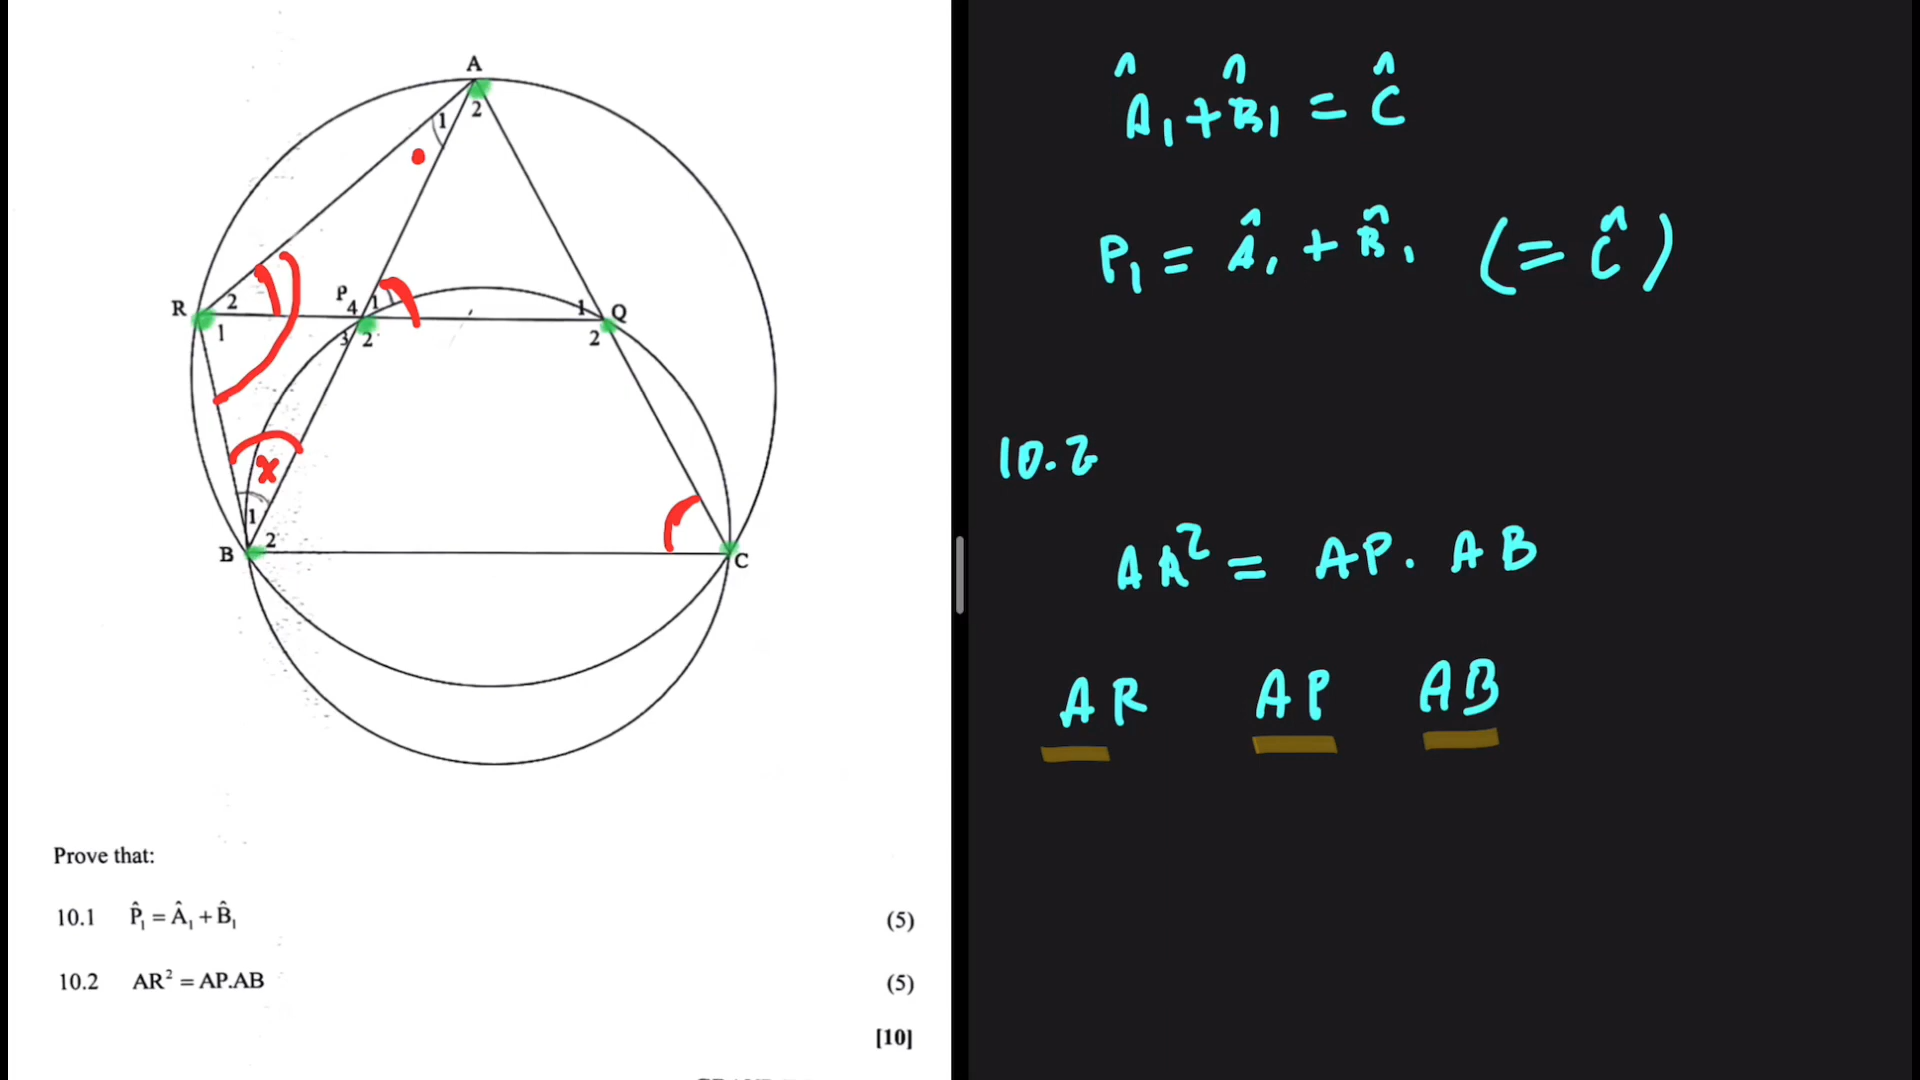 A
1
2
R
2
1
P
4
1
3
2
1
Q
2
x
1
B
2
C
Prove that:
10.1 P̂₁ = Â₁ + B̂₁ (5)
10.2 AR² = AP.AB (5)
[10]
Â₁ + B̂₁ = Ĉ
P₁ = Â₁ + B̂₁ (= Ĉ)
10.2
AR² = AP. AB
AR AP AB